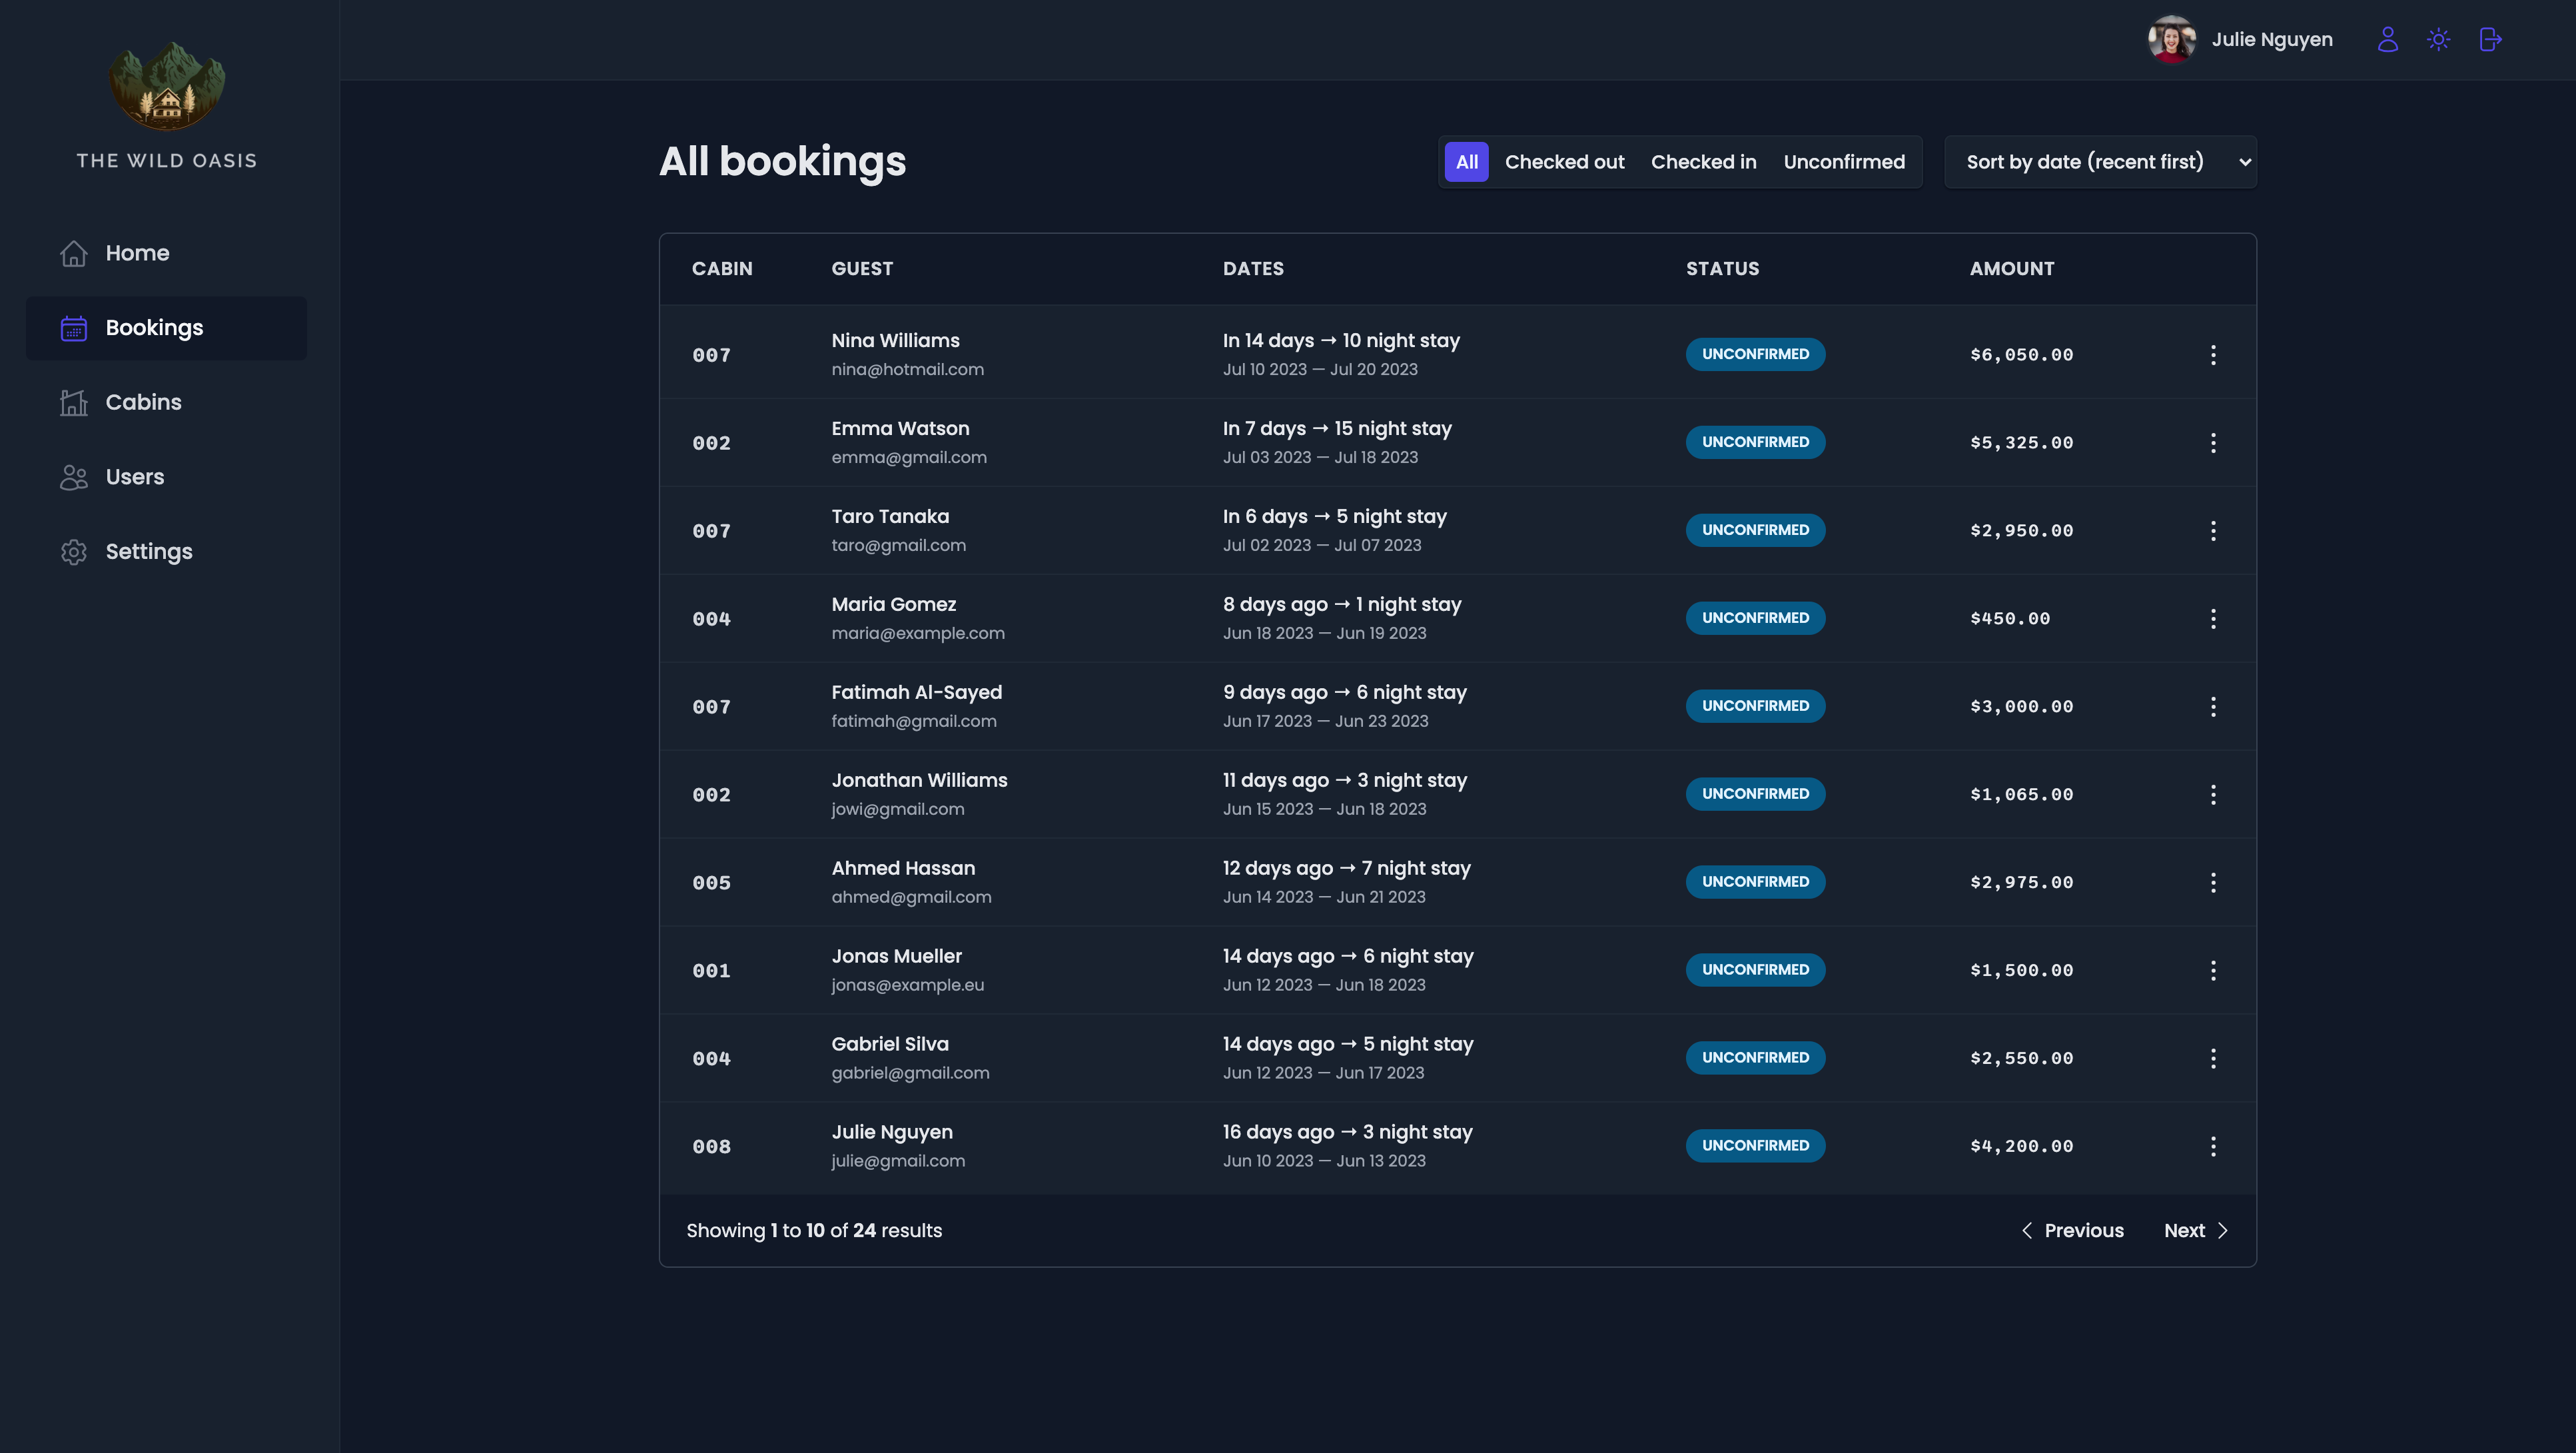 THE WILD OASIS
Home
Bookings
Cabins
Users
Settings
Julie Nguyen
All bookings
All Checked out Checked in Unconfirmed
Sort by date (recent first)
CABIN GUEST DATES STATUS AMOUNT
007 Nina Williams In 14 days → 10 night stay UNCONFIRMED $6,050.00
nina@hotmail.com Jul 10 2023 — Jul 20 2023
002 Emma Watson In 7 days → 15 night stay UNCONFIRMED $5,325.00
emma@gmail.com Jul 03 2023 — Jul 18 2023
007 Taro Tanaka In 6 days → 5 night stay UNCONFIRMED $2,950.00
taro@gmail.com Jul 02 2023 — Jul 07 2023
004 Maria Gomez 8 days ago → 1 night stay UNCONFIRMED $450.00
maria@example.com Jun 18 2023 — Jun 19 2023
007 Fatimah Al-Sayed 9 days ago → 6 night stay UNCONFIRMED $3,000.00
fatimah@gmail.com Jun 17 2023 — Jun 23 2023
002 Jonathan Williams 11 days ago → 3 night stay UNCONFIRMED $1,065.00
jowi@gmail.com Jun 15 2023 — Jun 18 2023
005 Ahmed Hassan 12 days ago → 7 night stay UNCONFIRMED $2,975.00
ahmed@gmail.com Jun 14 2023 — Jun 21 2023
001 Jonas Mueller 14 days ago → 6 night stay UNCONFIRMED $1,500.00
jonas@example.eu Jun 12 2023 — Jun 18 2023
004 Gabriel Silva 14 days ago → 5 night stay UNCONFIRMED $2,550.00
gabriel@gmail.com Jun 12 2023 — Jun 17 2023
008 Julie Nguyen 16 days ago → 3 night stay UNCONFIRMED $4,200.00
julie@gmail.com Jun 10 2023 — Jun 13 2023
Showing 1 to 10 of 24 results
Previous Next